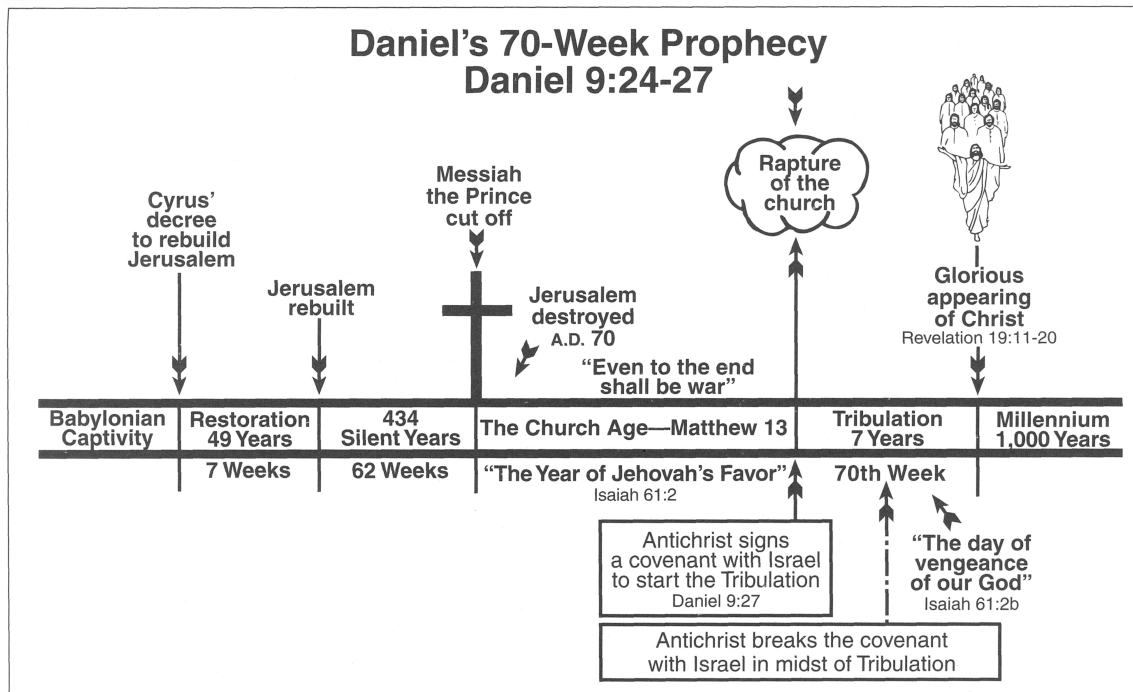 Daniel's 70-Week Prophecy
Daniel 9:24-27
Cyrus'
decree
to rebuild
Jerusalem
Jerusalem
rebuilt
Messiah
the Prince
cut off
Jerusalem
destroyed
A.D. 70
“Even to the end
shall be war”
Rapture
of the
church
Glorious
appearing
of Christ
Revelation 19:11-20
Babylonian
Captivity
Restoration
49 Years
434
Silent Years
The Church Age—Matthew 13
Tribulation
7 Years
Millennium
1,000 Years
7 Weeks
62 Weeks
“The Year of Jehovah's Favor”
Isaiah 61:2
70th Week
Antichrist signs
a covenant with Israel
to start the Tribulation
Daniel 9:27
“The day of
vengeance
of our God”
Isaiah 61:2b
Antichrist breaks the covenant
with Israel in midst of Tribulation